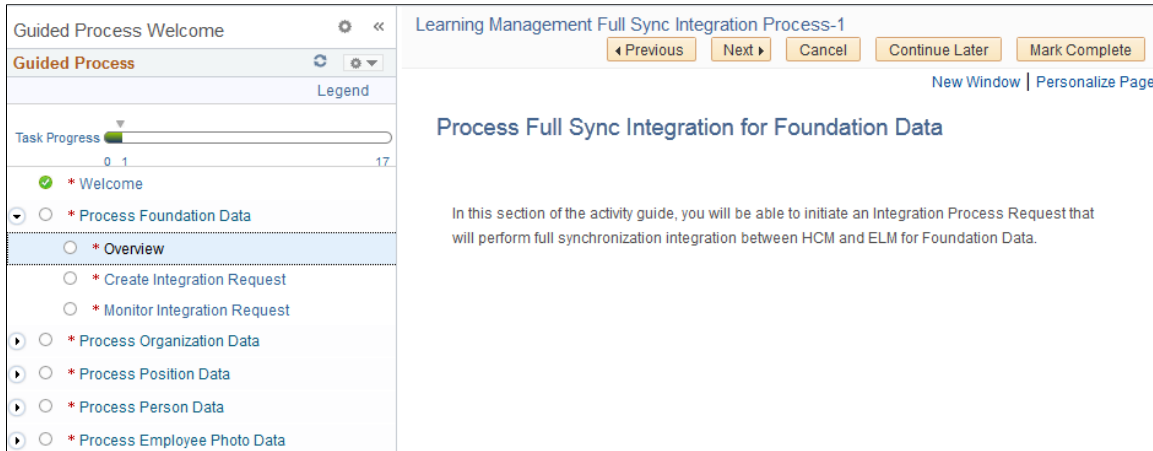 Guided Process Welcome
Guided Process
Legend
Task Progress
0 1 17
* Welcome
* Process Foundation Data
* Overview
* Create Integration Request
* Monitor Integration Request
* Process Organization Data
* Process Position Data
* Process Person Data
* Process Employee Photo Data
Learning Management Full Sync Integration Process-1
Previous Next Cancel Continue Later Mark Complete
New Window | Personalize Page
Process Full Sync Integration for Foundation Data
In this section of the activity guide, you will be able to initiate an Integration Process Request that
will perform full synchronization integration between HCM and ELM for Foundation Data.